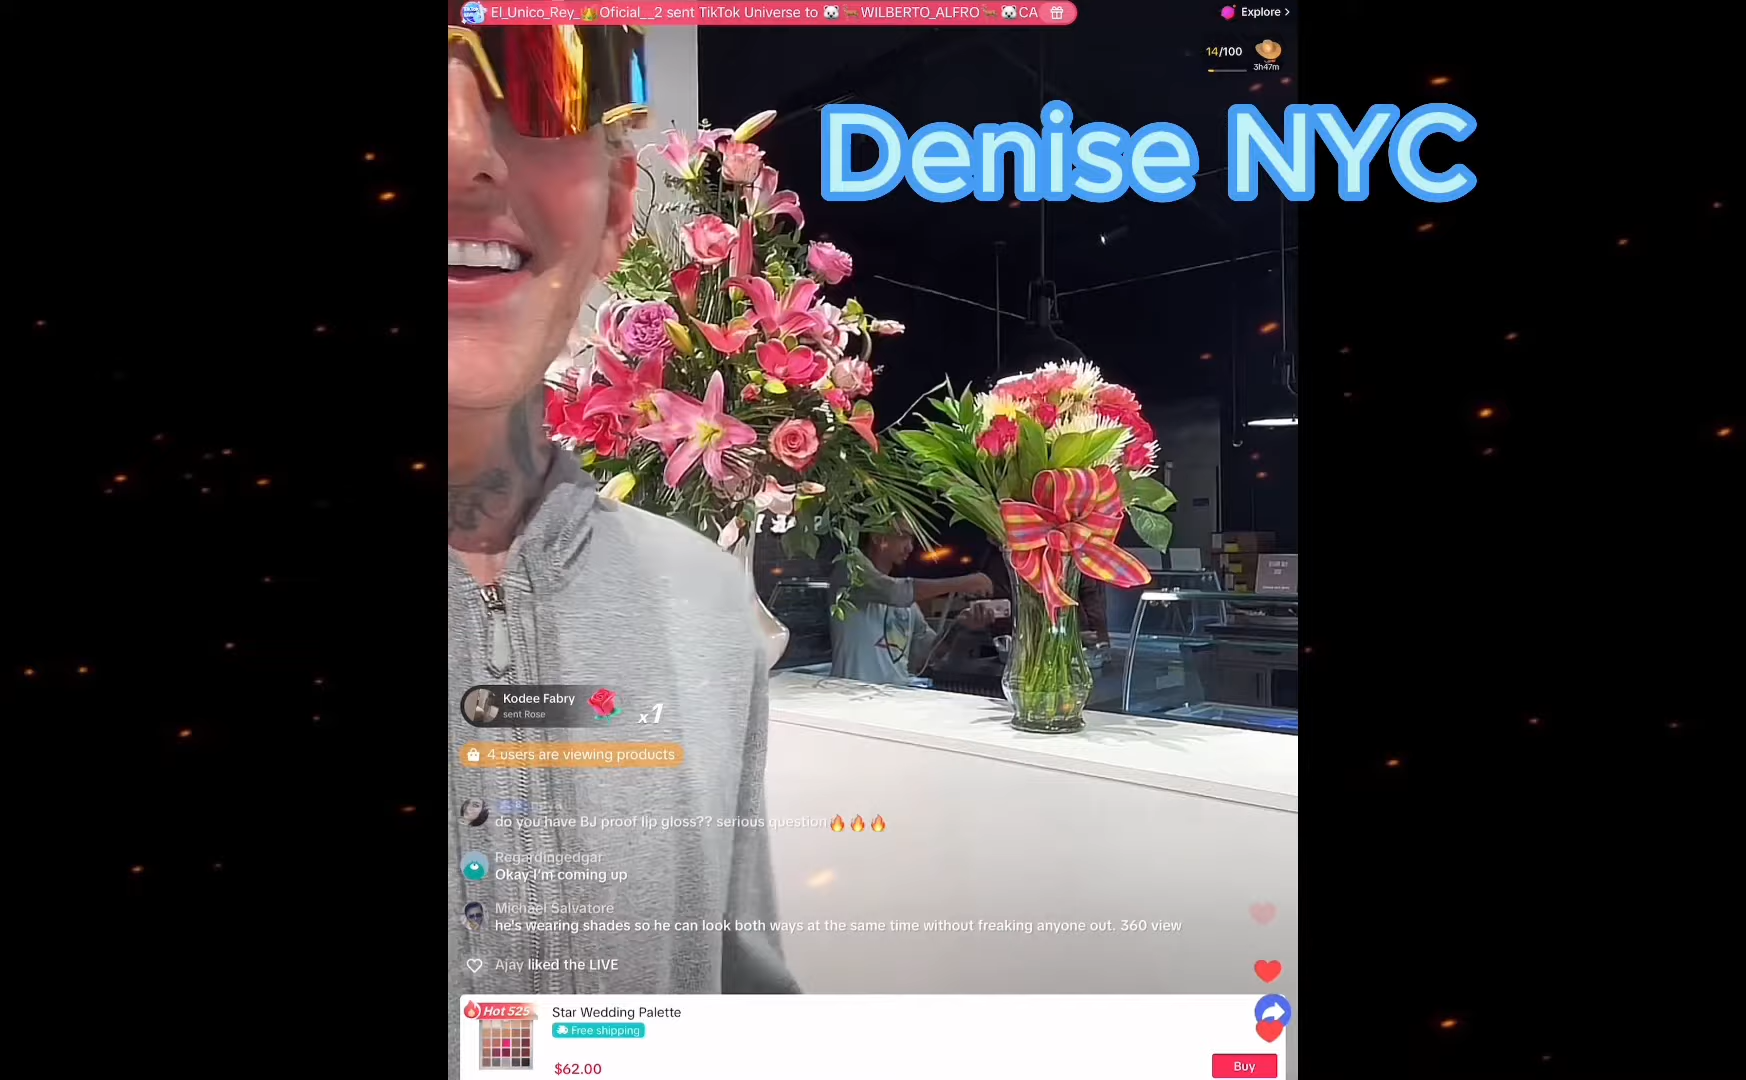 El_Unico_Rey_👑Oficial__2 sent TikTok Universe to 🐼🐂WILBERTO_ALFRO🐂🐼CA
Explore >
14/100
3h47m
Denise NYC
Kodee Fabry
sent Rose
x1
4 users are viewing products
do you have BJ proof lip gloss?? serious question🔥🔥🔥
Regardingedgar
Okay I'm coming up
Michael Salvatore
he's wearing shades so he can look both ways at the same time without freaking anyone out. 360 view
Ajay liked the LIVE
Hot 525
Star Wedding Palette
Free shipping
$62.00
Buy